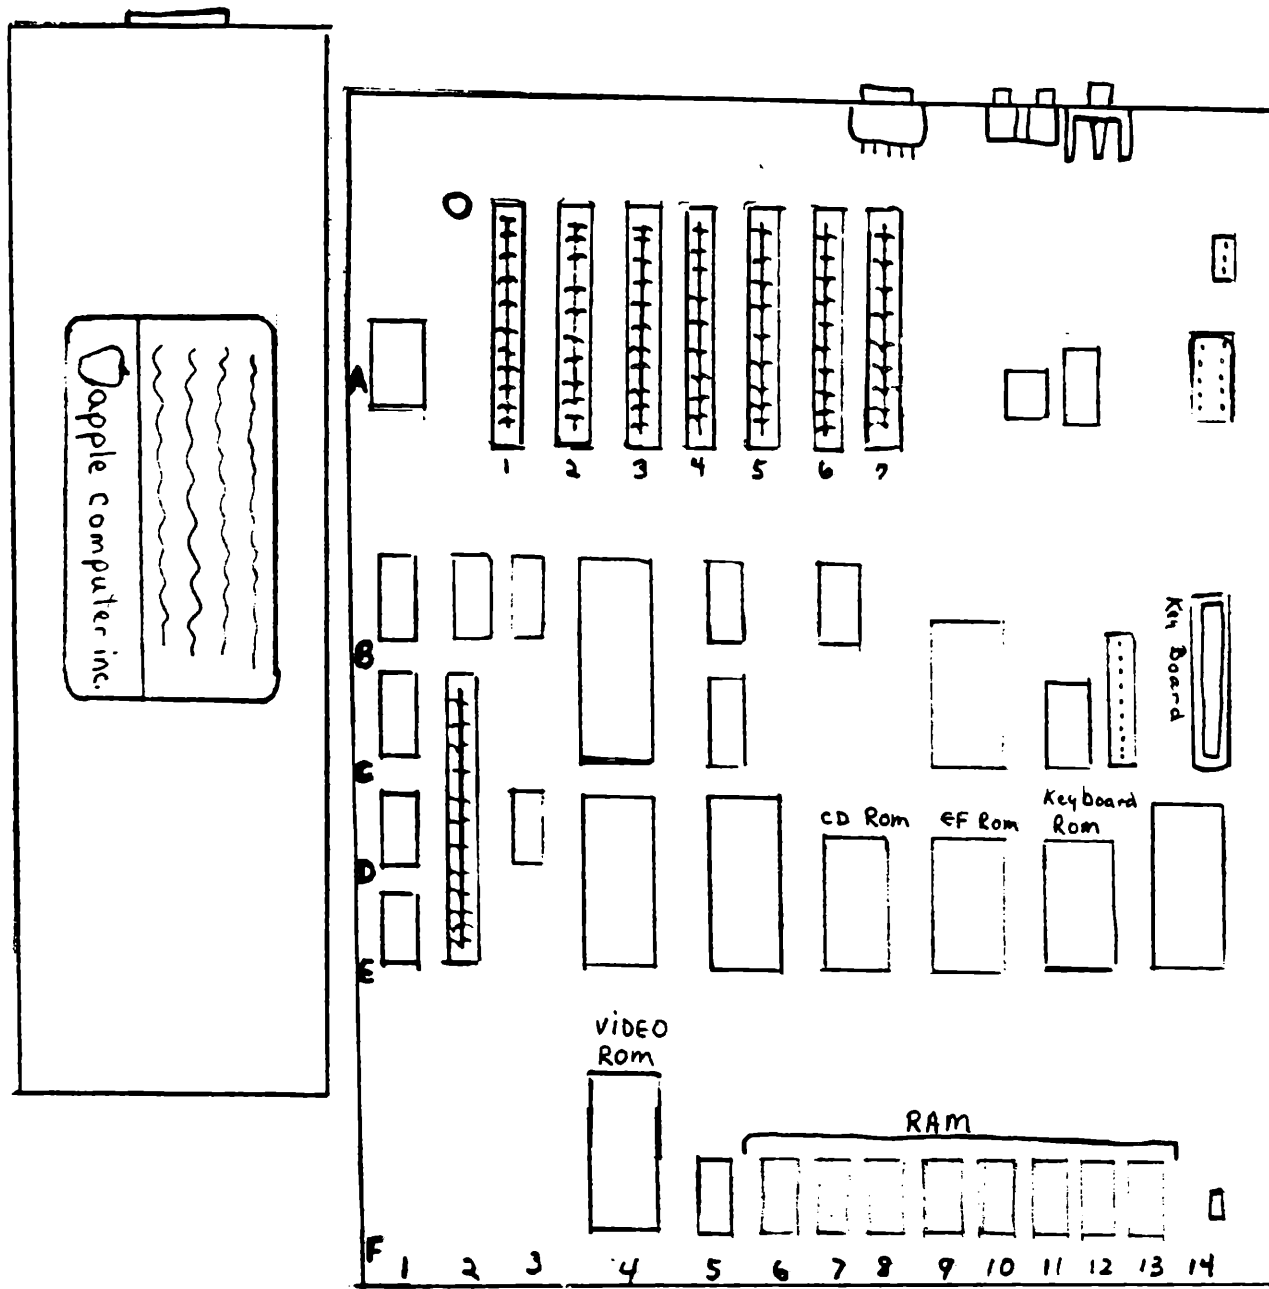 apple computer inc.
A
1 2 3 4 5 6 7
B
Key Board
C
CD Rom EF Rom Keyboard
Rom
D
E
VIDEO
Rom
RAM
F
1 2 3 4 5 6 7 8 9 10 11 12 13 14